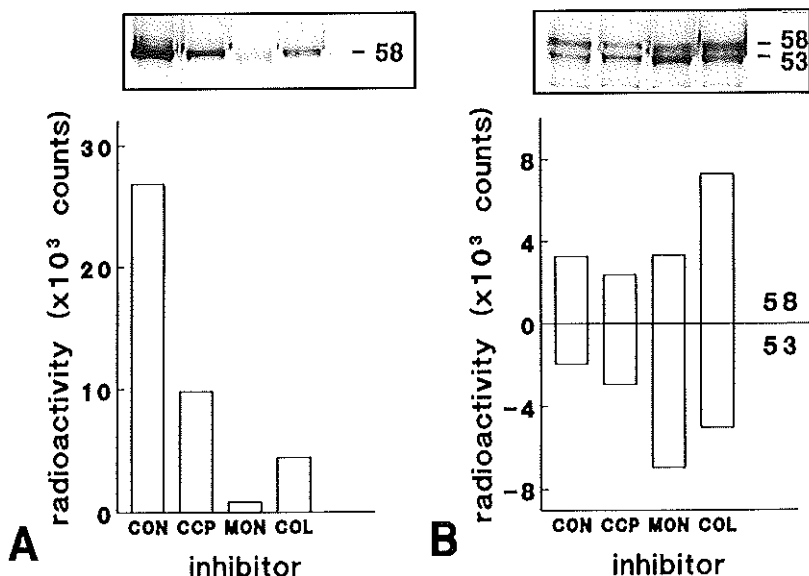 - 58
radioactivity (x10³ counts)
30
20
10
0
CON CCP MON COL
inhibitor
A
58
53
radioactivity (x10³ counts)
8
4
0
-4
-8
58
53
CON CCP MON COL
inhibitor
B